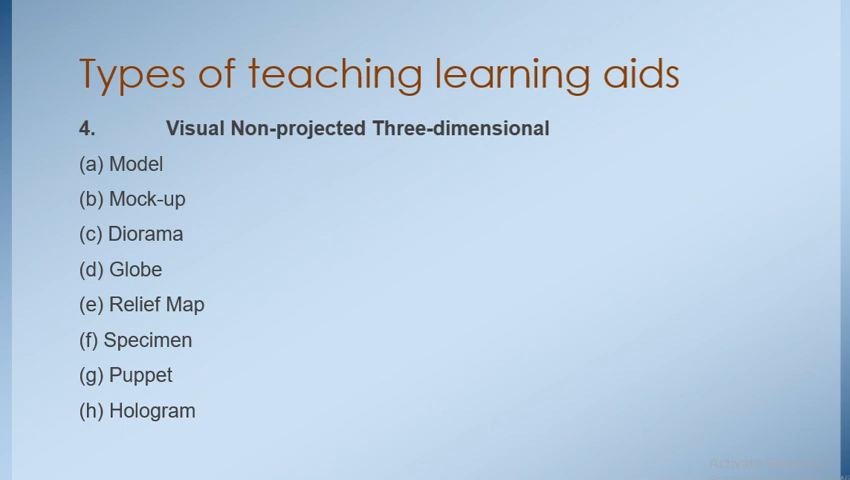 Types of teaching learning aids
4. Visual Non-projected Three-dimensional
(a) Model
(b) Mock-up
(c) Diorama
(d) Globe
(e) Relief Map
(f) Specimen
(g) Puppet
(h) Hologram